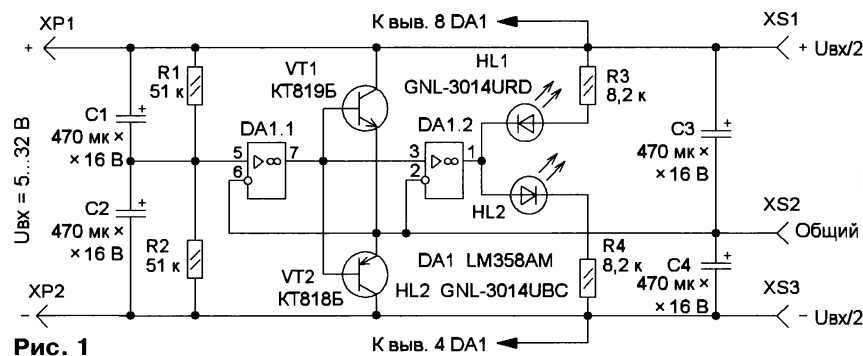 К выв. 8 DA1
XP1
XS1
+
+ Uвх/2
R1
51 к
VT1
КТ819Б
HL1
GNL-3014URD
R3
8,2 к
C1
+
470 мк ×
× 16 В
DA1.1
DA1.2
C3
+
470 мк ×
× 16 В
Uвх = 5...32 В
5
6
7
▷∞
3
2
1
▷∞
C2
+
470 мк ×
× 16 В
HL2
XS2
Общий
R2
51 к
R4
8,2 к
VT2
КТ818Б
DA1 LM358AM
HL2 GNL-3014UBC
C4
+
470 мк ×
× 16 В
XP2
XS3
−
− Uвх/2
Рис. 1
К выв. 4 DA1